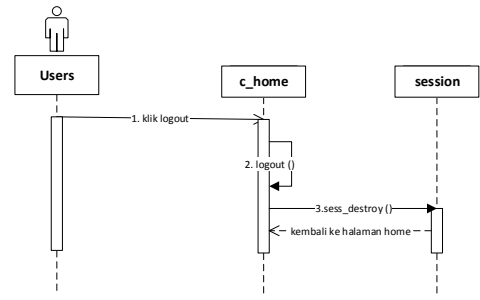 Users
c_home
session
1. klik logout
2. logout ()
3.sess_destroy ()
kembali ke halaman home